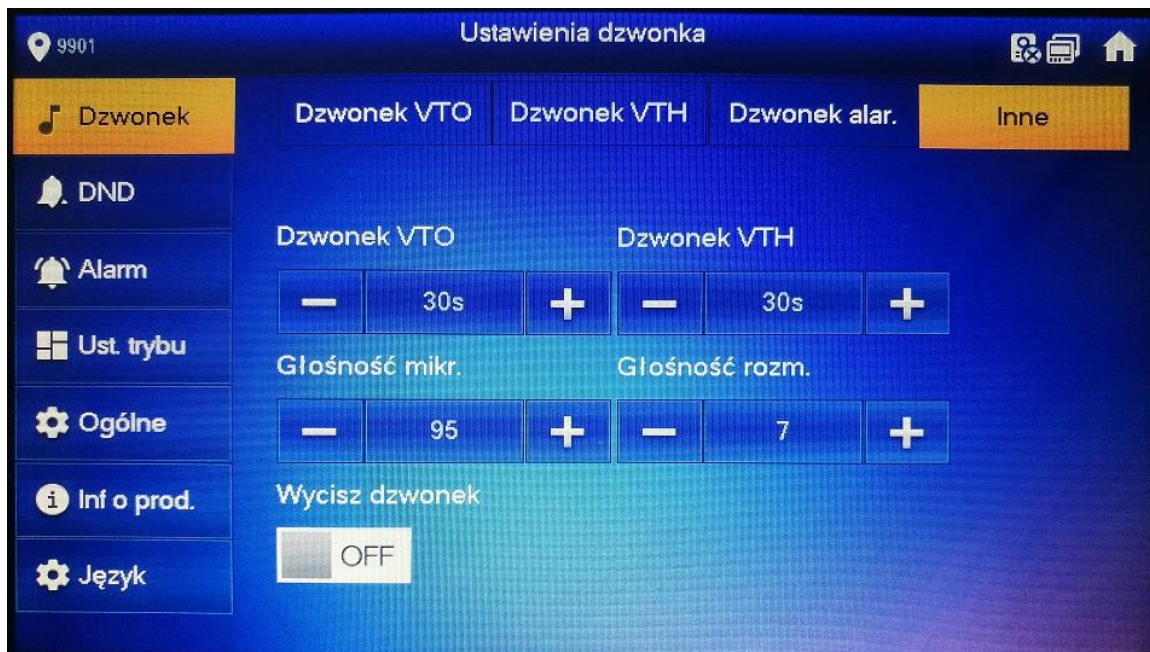 9901
Ustawienia dzwonka
Dzwonek
Dzwonek VTO
Dzwonek VTH
Dzwonek alar.
Inne
DND
Alarm
Ust. trybu
Ogólne
Inf o prod.
Język
Dzwonek VTO
Dzwonek VTH
30s
30s
Głośność mikr.
Głośność rozm.
95
7
Wycisz dzwonek
OFF